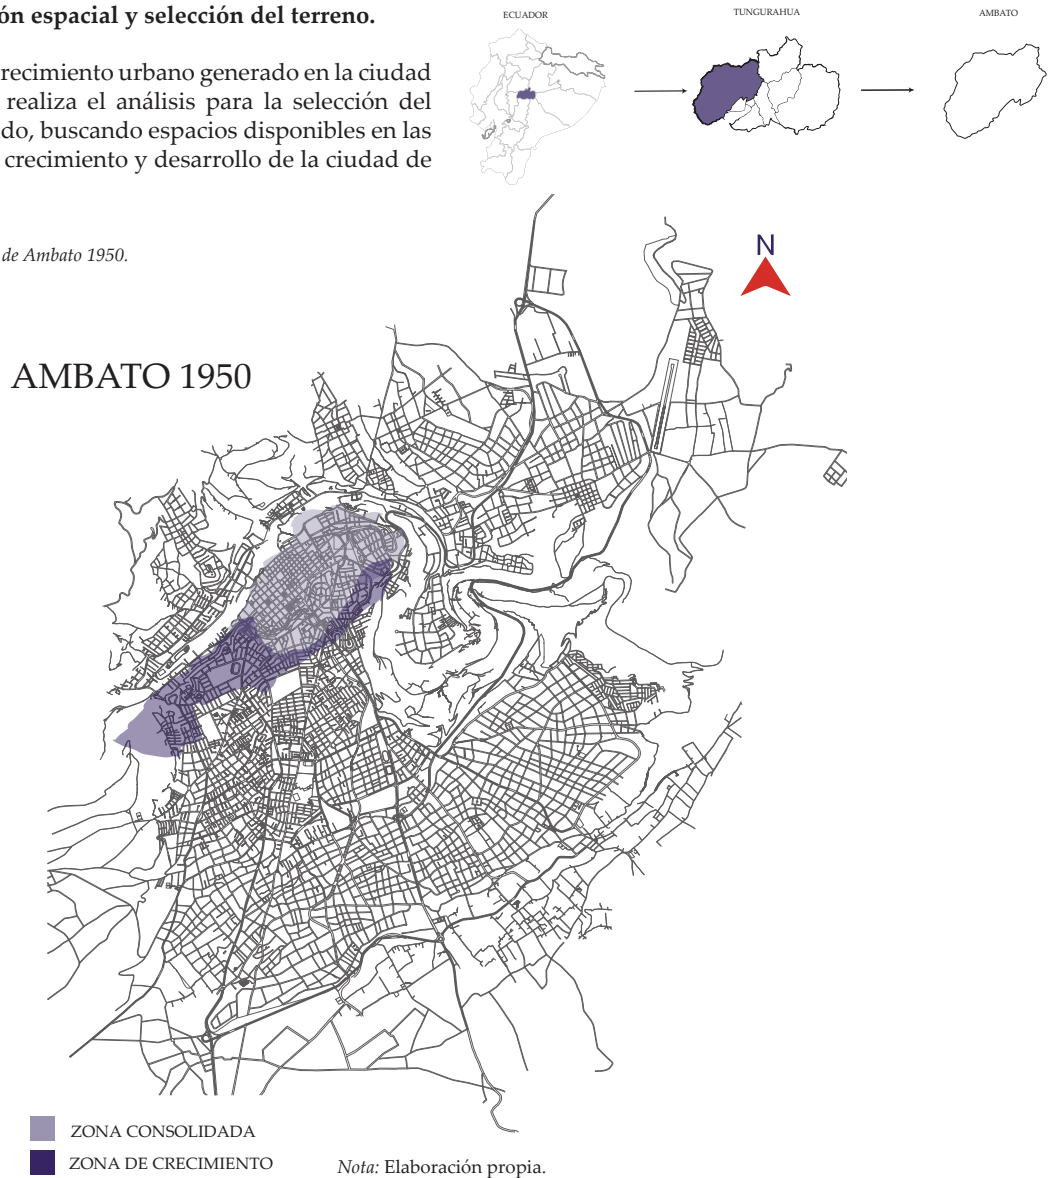 ón espacial y selección del terreno.
recimiento urbano generado en la ciudad
realiza el análisis para la selección del
do, buscando espacios disponibles en las
crecimiento y desarrollo de la ciudad de
de Ambato 1950.
ECUADOR
TUNGURAHUA
AMBATO
N
AMBATO 1950
ZONA CONSOLIDADA
ZONA DE CRECIMIENTO
Nota: Elaboración propia.